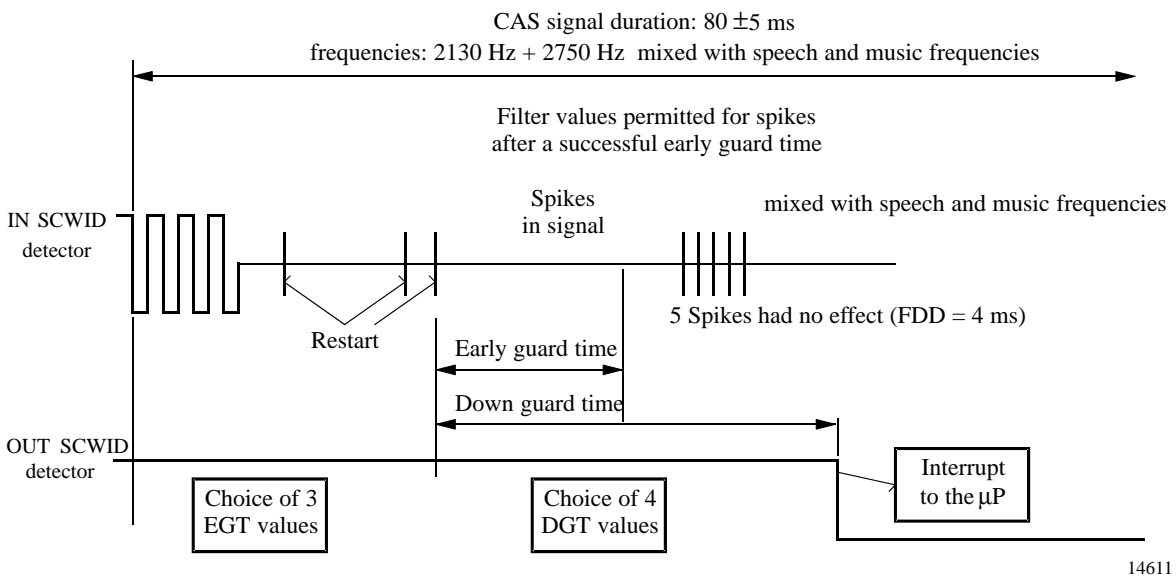 CAS signal duration: 80 ±5 ms
frequencies: 2130 Hz + 2750 Hz mixed with speech and music frequencies
Filter values permitted for spikes
after a successful early guard time
IN SCWID
detector
Spikes
in signal
mixed with speech and music frequencies
Restart
5 Spikes had no effect (FDD = 4 ms)
Early guard time
Down guard time
OUT SCWID
detector
Choice of 3
EGT values
Choice of 4
DGT values
Interrupt
to the μP
14611